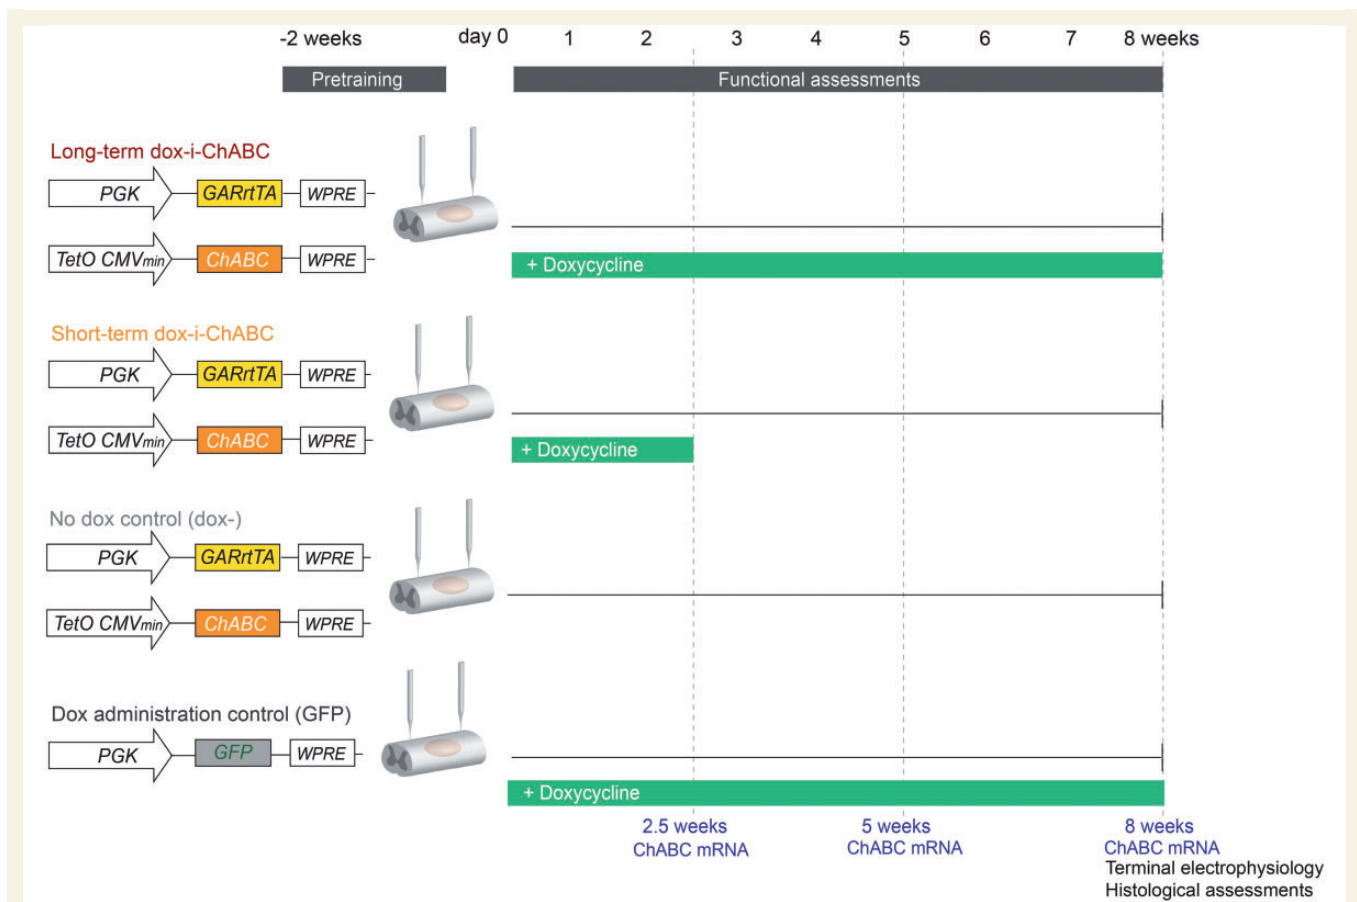 -2 weeks day 0 1 2 3 4 5 6 7 8 weeks
Pretraining Functional assessments
Long-term dox-i-ChABC
PGK GARrtTA WPRE
TetO CMVmin ChABC WPRE
+ Doxycycline
Short-term dox-i-ChABC
PGK GARrtTA WPRE
TetO CMVmin ChABC WPRE
+ Doxycycline
No dox control (dox-)
PGK GARrtTA WPRE
TetO CMVmin ChABC WPRE
Dox administration control (GFP)
PGK GFP WPRE
+ Doxycycline
2.5 weeks 5 weeks 8 weeks
ChABC mRNA ChABC mRNA ChABC mRNA
Terminal electrophysiology
Histological assessments